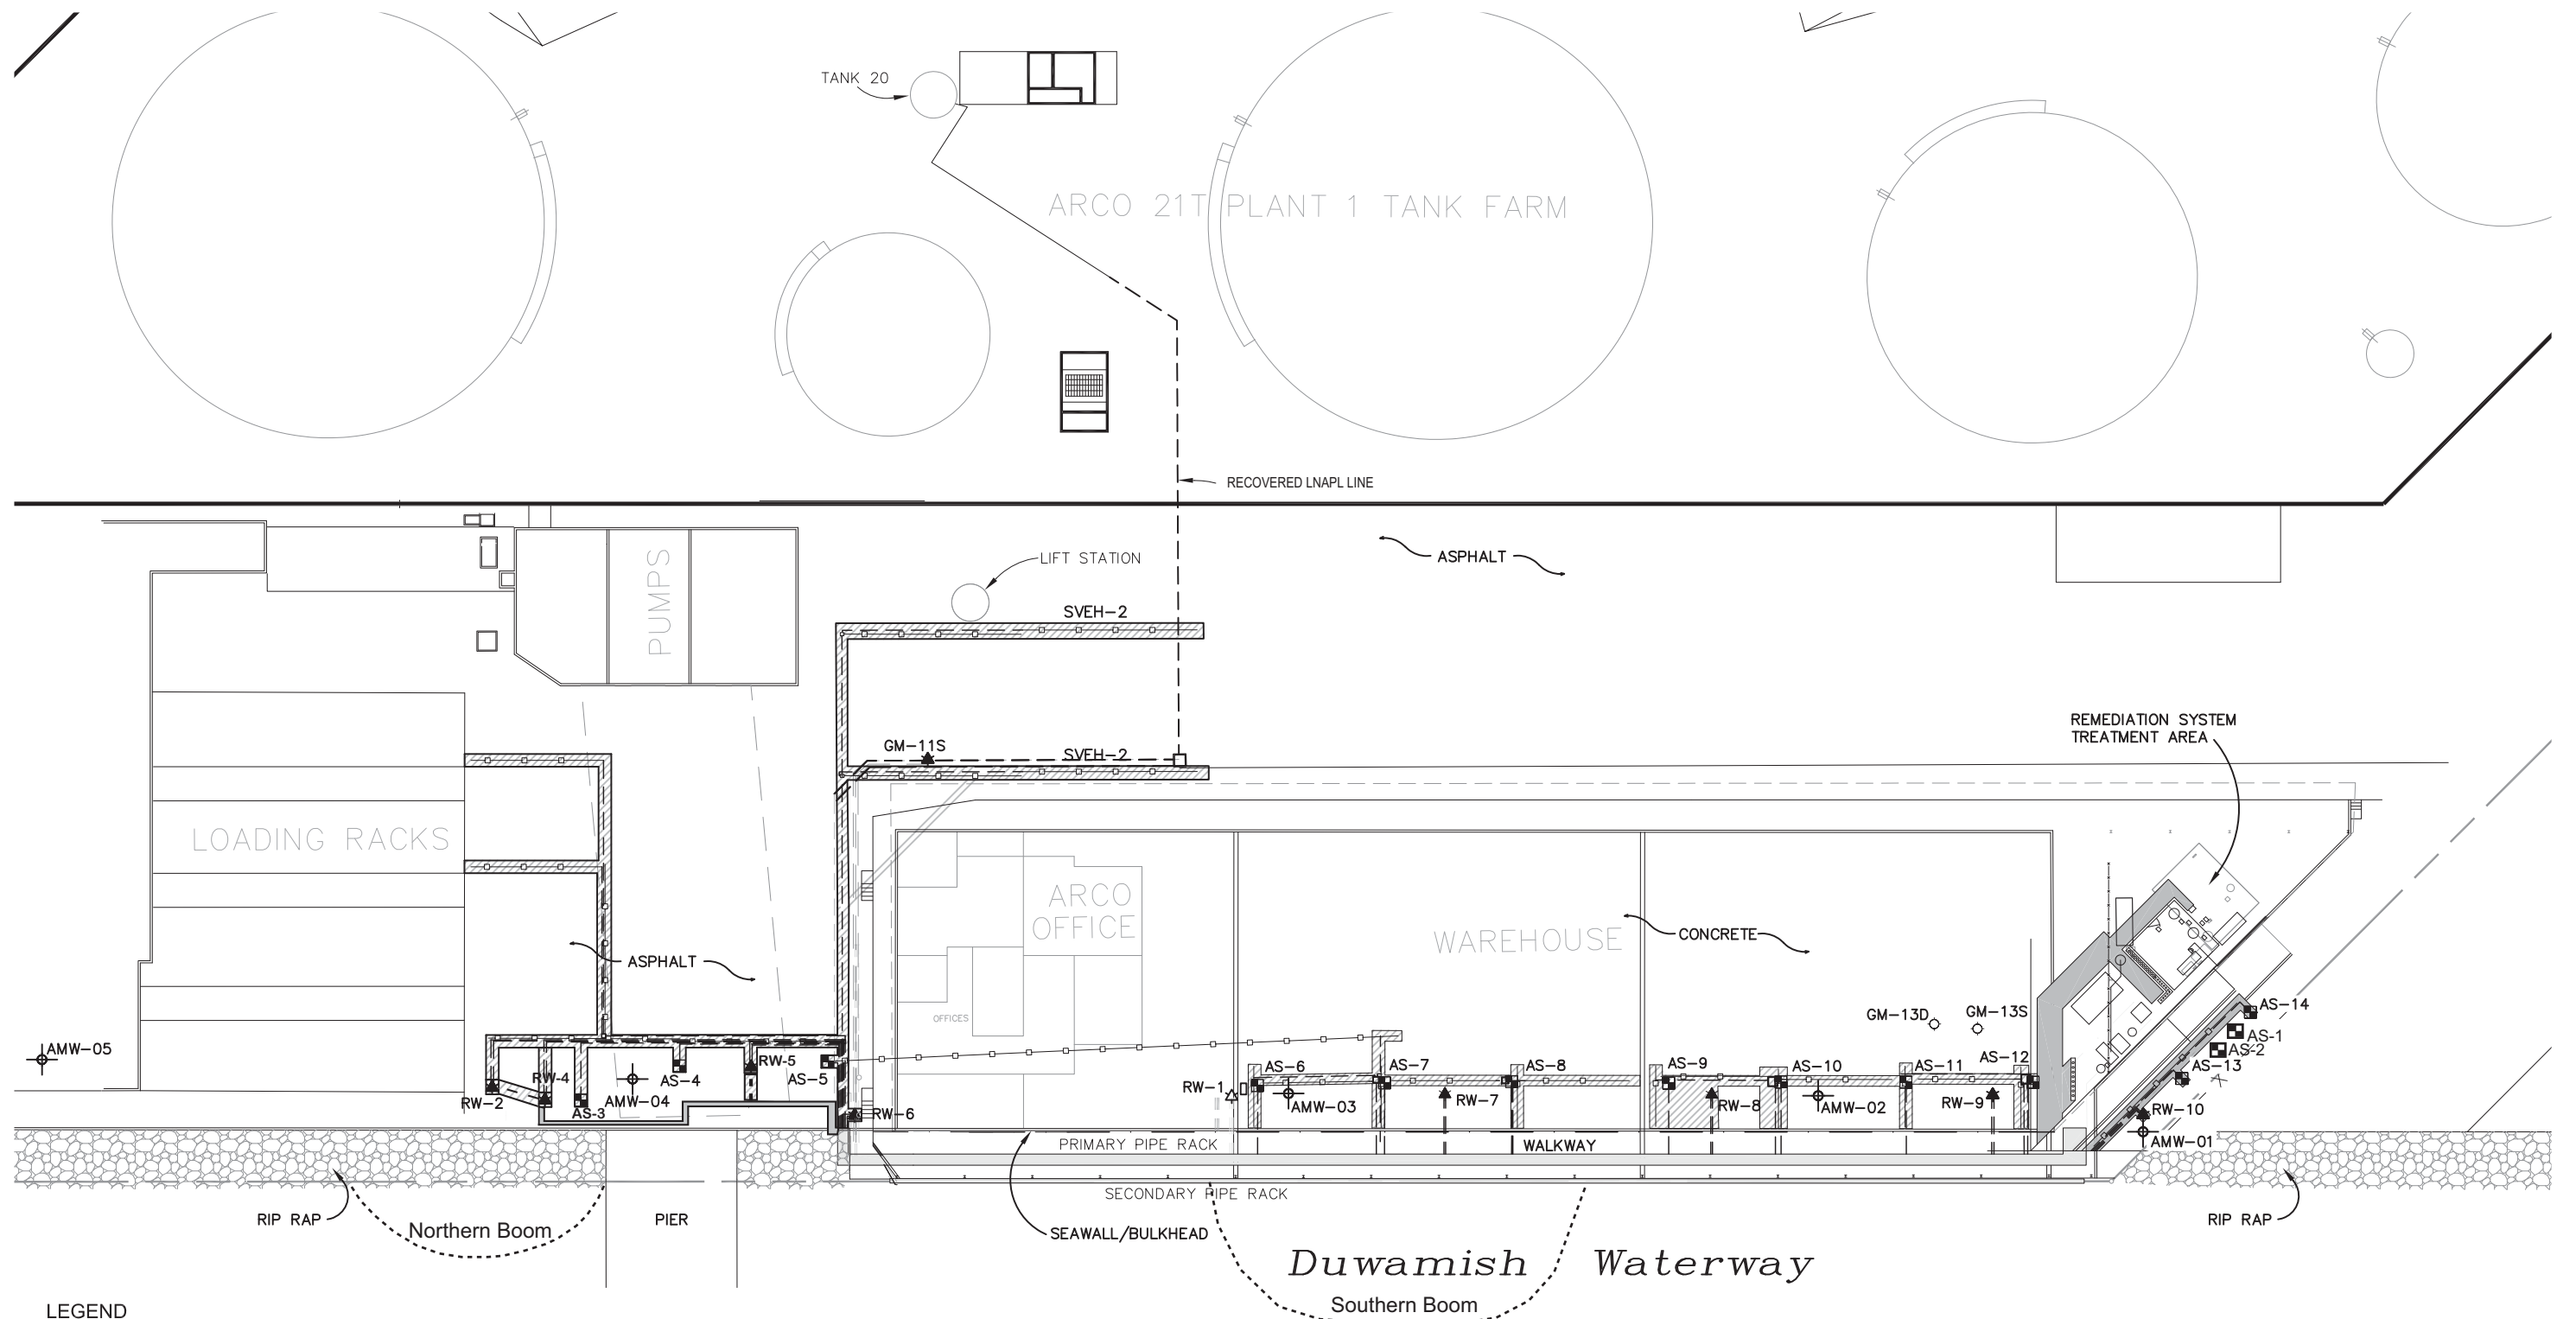 TANK 20
ARCO 21T PLANT 1 TANK FARM
RECOVERED LNAPL LINE
LIFT STATION
ASPHALT
PUMPS
SVEH-2
GM-11S
SVEH-2
REMEDIATION SYSTEM
TREATMENT AREA
LOADING RACKS
ARCO
OFFICE
WAREHOUSE
CONCRETE
ASPHALT
OFFICES
GM-13D
GM-13S
AS-14
AS-1
AS-2
AS-13
AMW-05
RW-5
RW-4
AS-4
AS-5
AS-6
AS-7
AS-8
AS-9
AS-10
AS-11
AS-12
RW-2
AS-3
AMW-04
RW-6
RW-1
AMW-03
RW-7
RW-8
AMW-02
RW-9
RW-10
AMW-01
PRIMARY PIPE RACK
WALKWAY
SECONDARY PIPE RACK
RIP RAP
Northern Boom
PIER
SEAWALL/BULKHEAD
RIP RAP
Duwamish Waterway
Southern Boom
LEGEND